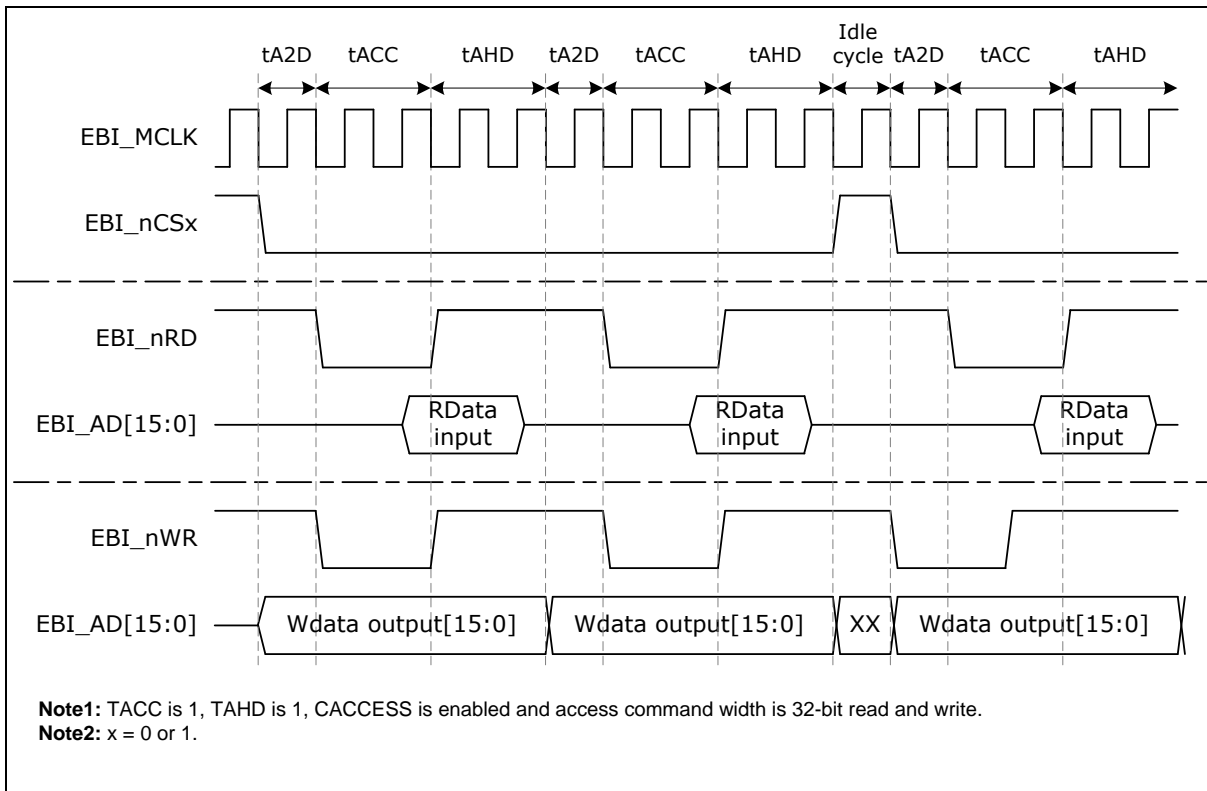 Idle
tA2D tACC tAHD tA2D tACC tAHD cycle tA2D tACC tAHD
EBI_MCLK
EBI_nCSx
EBI_nRD
EBI_AD[15:0] RData input RData input RData input
EBI_nWR
EBI_AD[15:0] Wdata output[15:0] Wdata output[15:0] XX Wdata output[15:0]
Note1: TACC is 1, TAHD is 1, CACCESS is enabled and access command width is 32-bit read and write.
Note2: x = 0 or 1.